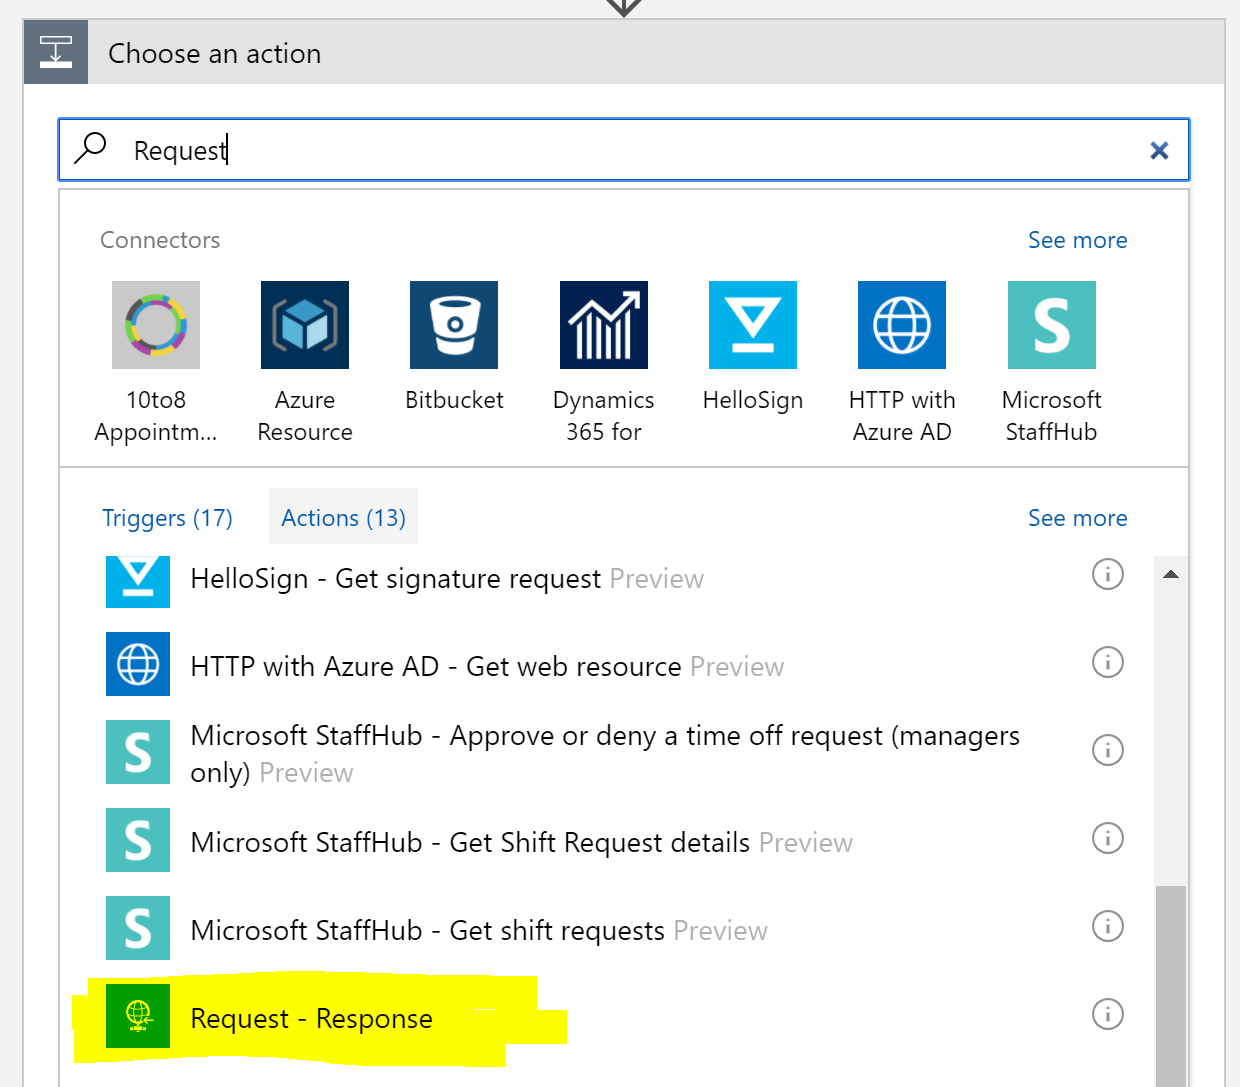 Choose an action
Request
Connectors
See more
10to8
Appointm...
Azure
Resource
Bitbucket
Dynamics
365 for
HelloSign
HTTP with
Azure AD
Microsoft
StaffHub
Triggers (17)
Actions (13)
See more
HelloSign - Get signature request Preview
HTTP with Azure AD - Get web resource Preview
S
Microsoft StaffHub - Approve or deny a time off request (managers
only) Preview
S
Microsoft StaffHub - Get Shift Request details Preview
S
Microsoft StaffHub - Get shift requests Preview
Request - Response